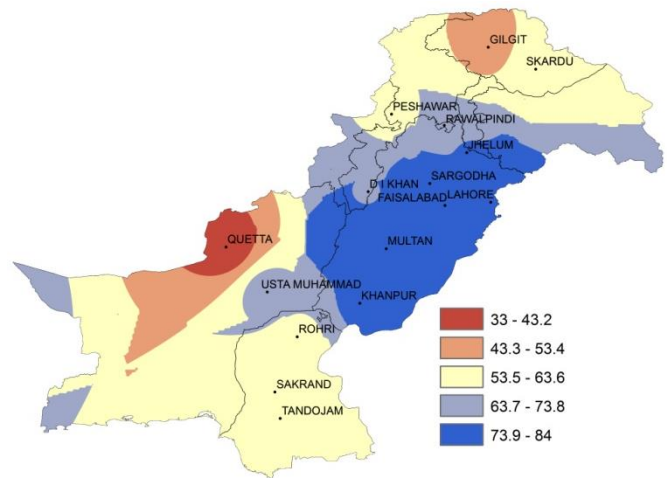 GILGIT
SKARDU
PESHAWAR
RAWALPINDI
JHELUM
D I KHAN
SARGODHA
FAISALABAD
LAHORE
QUETTA
MULTAN
USTA MUHAMMAD
KHANPUR
ROHRI
SAKRAND
TANDOJAM
33 - 43.2
43.3 - 53.4
53.5 - 63.6
63.7 - 73.8
73.9 - 84